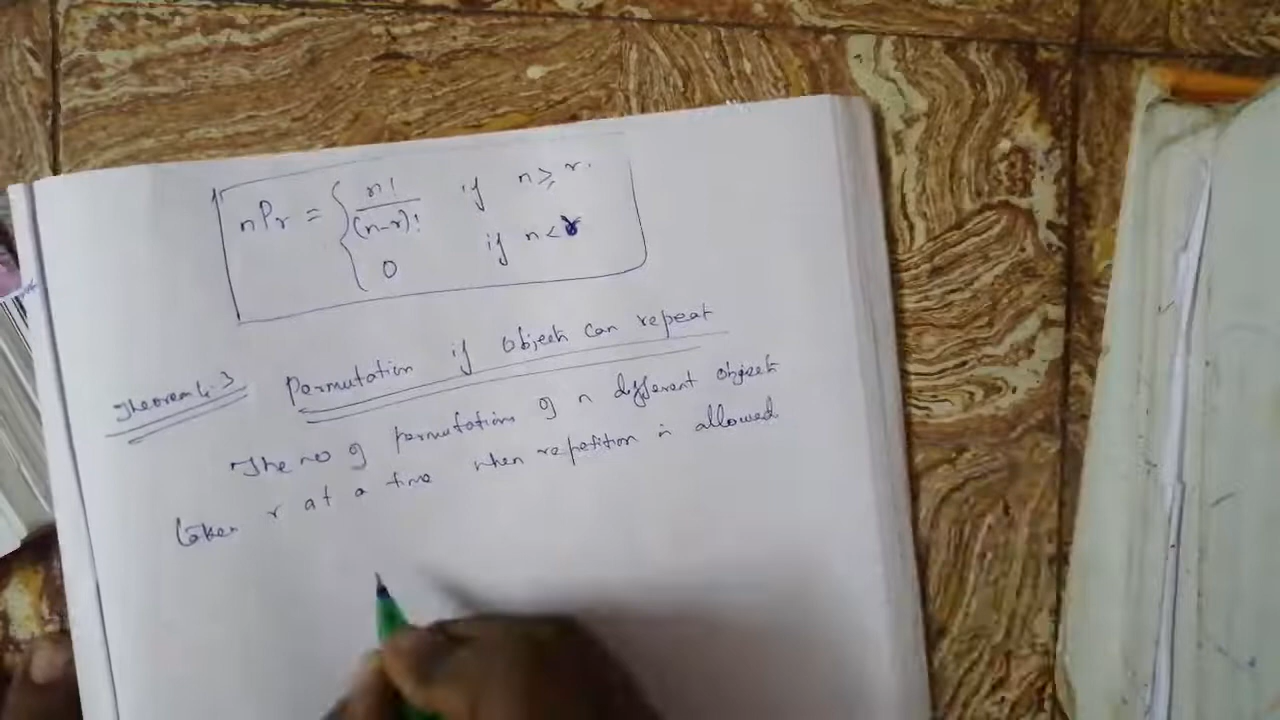 nPr = { n! / (n-r)! if n ≥ r.
0 if n < r
Theorem 4.3 Permutation if object can repeat
The no of permutations of n different objects
taken r at a time when repetition is allowed